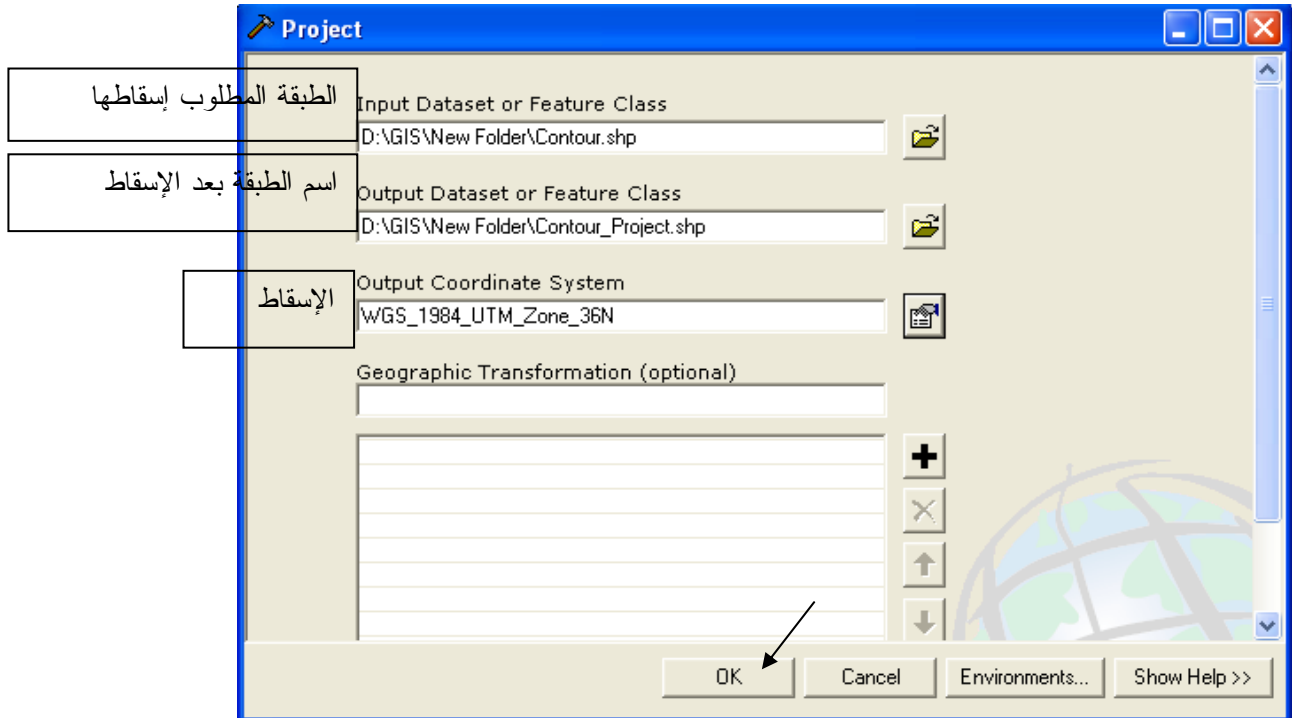 Project
الطبقة المطلوب إسقاطها
Input Dataset or Feature Class
D:\GIS\New Folder\Contour.shp
اسم الطبقة بعد الإسقاط
Output Dataset or Feature Class
D:\GIS\New Folder\Contour_Project.shp
الإسقاط
Output Coordinate System
WGS_1984_UTM_Zone_36N
Geographic Transformation (optional)
OK
Cancel
Environments...
Show Help >>